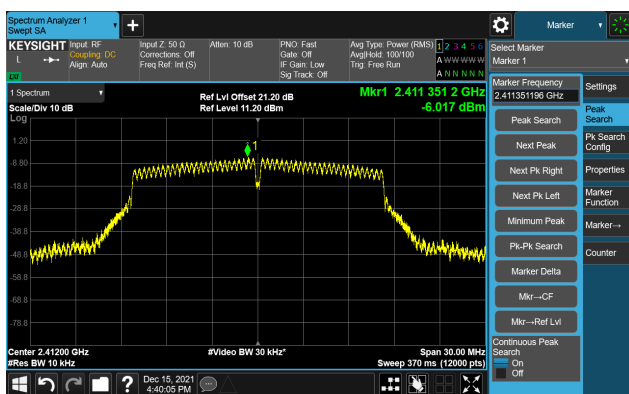 Spectrum Analyzer 1
Swept SA
+
Marker
KEYSIGHT
L
LXI
Input: RF
Coupling: DC
Align: Auto
Input Z: 50 Ω
Corrections: Off
Freq Ref: Int (S)
Atten: 10 dB
PNO: Fast
Gate: Off
IF Gain: Low
Sig Track: Off
Avg Type: Power (RMS)
Avg|Hold: 100/100
Trig: Free Run
1 2 3 4 5 6
A W W W W W
A N N N N N
Select Marker
Marker 1
1 Spectrum
Scale/Div 10 dB
Log
Ref Lvl Offset 21.20 dB
Ref Level 11.20 dBm
Mkr1 2.411 351 2 GHz
-6.017 dBm
1
1.20
-8.80
-18.8
-28.8
-38.8
-48.8
-58.8
-68.8
-78.8
Center 2.41200 GHz
#Res BW 10 kHz
#Video BW 30 kHz*
Span 30.00 MHz
Sweep 370 ms (12000 pts)
Marker Frequency
2.411351196 GHz
Peak Search
Next Peak
Next Pk Right
Next Pk Left
Minimum Peak
Pk-Pk Search
Marker Delta
Mkr→CF
Mkr→Ref Lvl
Continuous Peak
Search
On
Off
Settings
Peak
Search
Pk Search
Config
Properties
Marker
Function
Marker→
Counter
?
Dec 15, 2021
4:40:05 PM